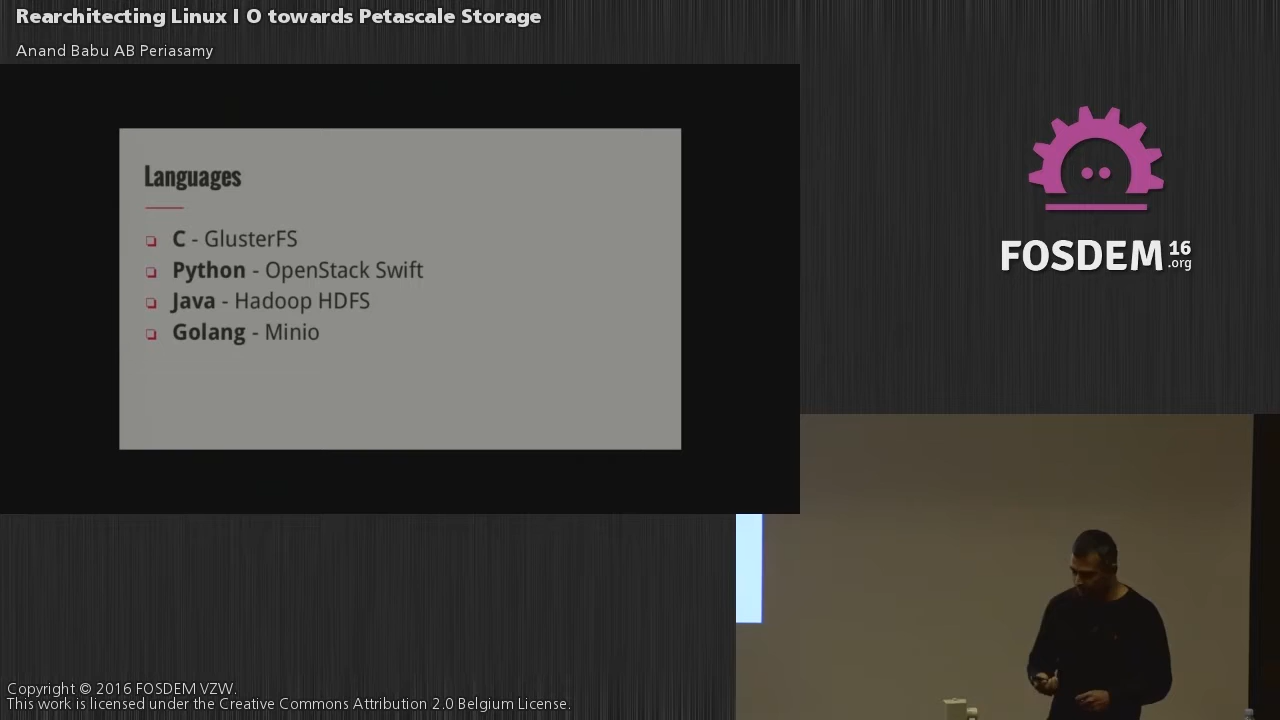 Rearchitecting Linux I O towards Petascale Storage
Anand Babu AB Periasamy
Languages
❏ C - GlusterFS
❏ Python - OpenStack Swift
❏ Java - Hadoop HDFS
❏ Golang - Minio
FOSDEM 16 .org
Copyright © 2016 FOSDEM VZW.
This work is licensed under the Creative Commons Attribution 2.0 Belgium License.